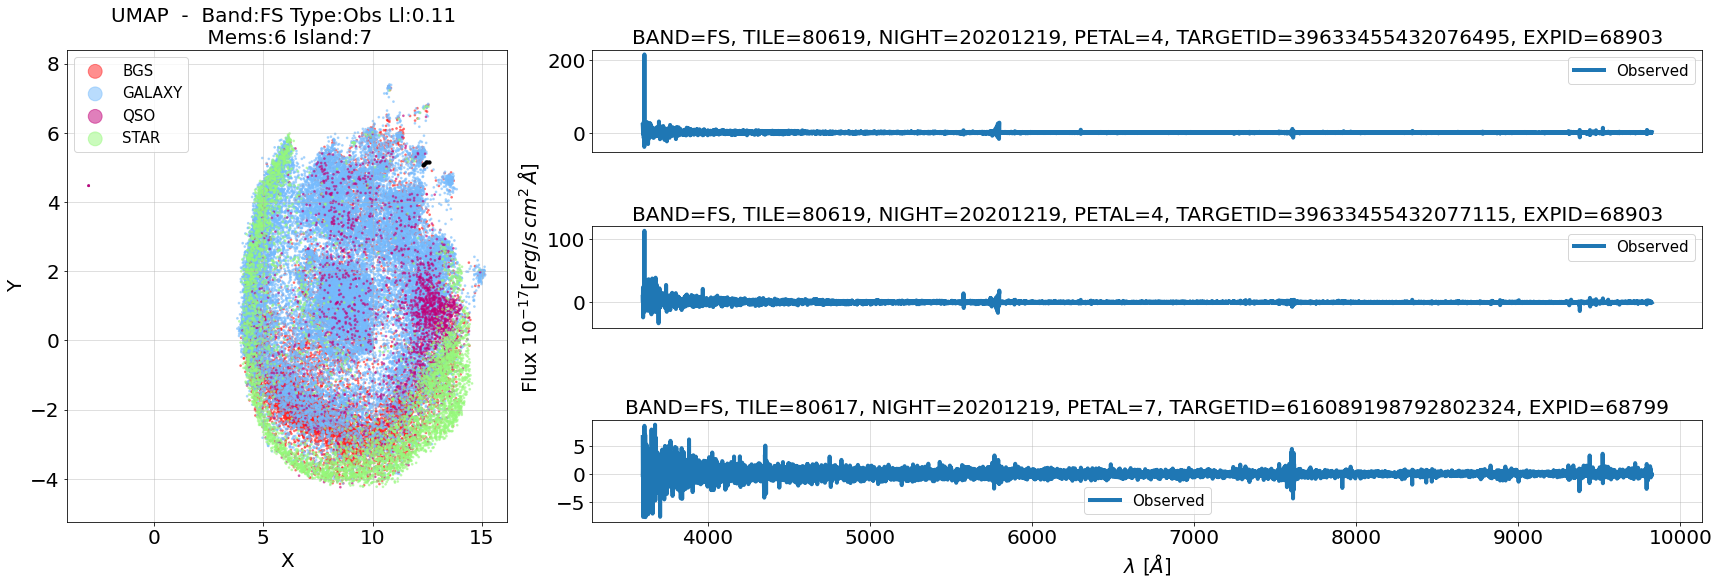 UMAP - Band:FS Type:Obs Ll:0.11
Mems:6 Island:7
BGS
GALAXY
QSO
STAR
8
6
4
2
0
−2
−4
0
5
10
15
X
Y
BAND=FS, TILE=80619, NIGHT=20201219, PETAL=4, TARGETID=39633455432076495, EXPID=68903
200
0
Observed
BAND=FS, TILE=80619, NIGHT=20201219, PETAL=4, TARGETID=39633455432077115, EXPID=68903
100
0
Observed
Flux 10⁻¹⁷[erg/s cm² Å]
BAND=FS, TILE=80617, NIGHT=20201219, PETAL=7, TARGETID=616089198792802324, EXPID=68799
5
0
−5
Observed
4000
5000
6000
7000
8000
9000
10000
λ [Å]